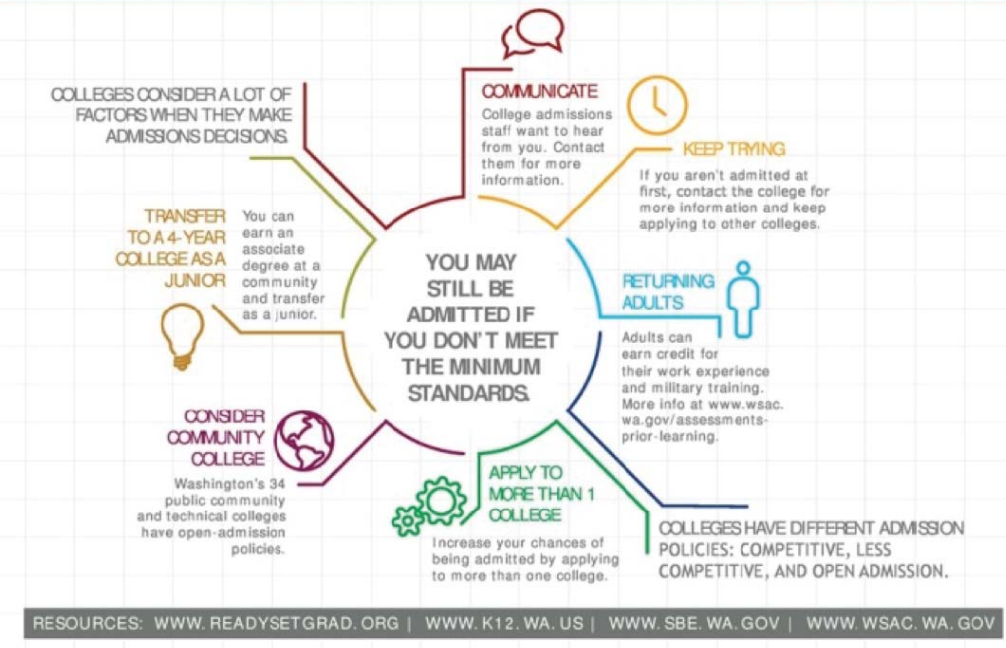 COLLEGES CONSIDER A LOT OF
FACTORS WHEN THEY MAKE
ADMISSIONS DECISIONS.
COMMUNICATE
College admissions
staff want to hear
from you. Contact
them for more
information.
KEEP TRYING
If you aren't admitted at
first, contact the college for
more information and keep
applying to other colleges.
TRANSFER
TO A 4-YEAR
COLLEGE AS A
JUNIOR
You can
earn an
associate
degree at a
community
and transfer
as a junior.
YOU MAY
STILL BE
ADMITTED IF
YOU DON'T MEET
THE MINIMUM
STANDARDS.
RETURNING
ADULTS
Adults can
earn credit for
their work experience
and military training.
More info at www.wsac.
wa.gov/assessments-
prior-learning.
CONSIDER
COMMUNITY
COLLEGE
Washington's 34
public community
and technical colleges
have open-admission
policies.
APPLY TO
MORE THAN 1
COLLEGE
Increase your chances of
being admitted by applying
to more than one college.
COLLEGES HAVE DIFFERENT ADMISSION
POLICIES: COMPETITIVE, LESS
COMPETITIVE, AND OPEN ADMISSION.
RESOURCES: WWW.READYSETGRAD.ORG | WWW.K12.WA.US | WWW.SBE.WA.GOV | WWW.WSAC.WA.GOV